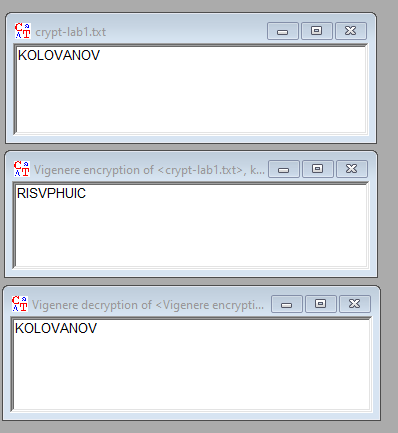 crypt-lab1.txt
KOLOVANOV
Vigenere encryption of <crypt-lab1.txt>, k...
RISVPHUIC
Vigenere decryption of <Vigenere encrypti...
KOLOVANOV